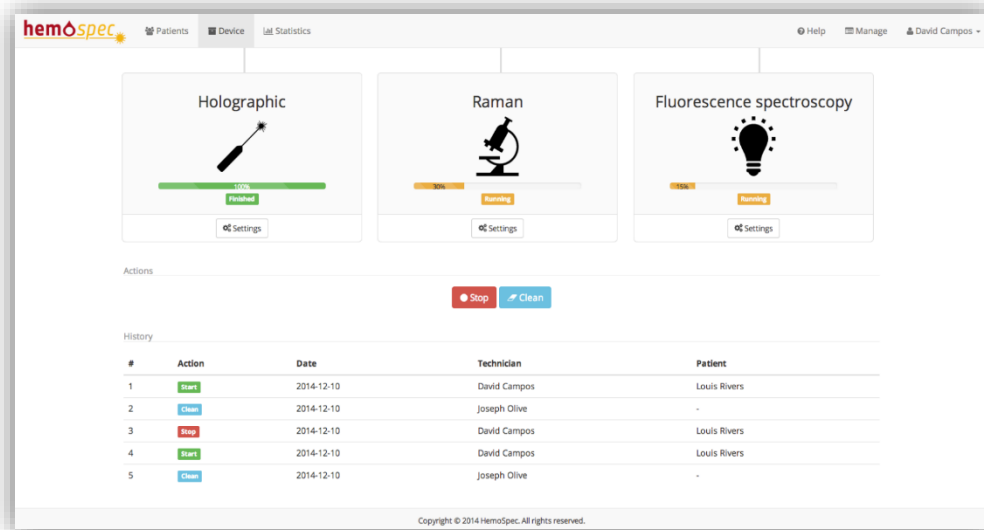 hemospec Patients Device Statistics Help Manage David Campos
Holographic Raman Fluorescence spectroscopy
100% 30% 15%
Finished Running Running
Settings Settings Settings
Actions
Stop Clean
History
# Action Date Technician Patient
1 Start 2014-12-10 David Campos Louis Rivers
2 Clean 2014-12-10 Joseph Olive -
3 Stop 2014-12-10 David Campos Louis Rivers
4 Start 2014-12-10 David Campos Louis Rivers
5 Clean 2014-12-10 Joseph Olive -
Copyright © 2014 HemoSpec. All rights reserved.